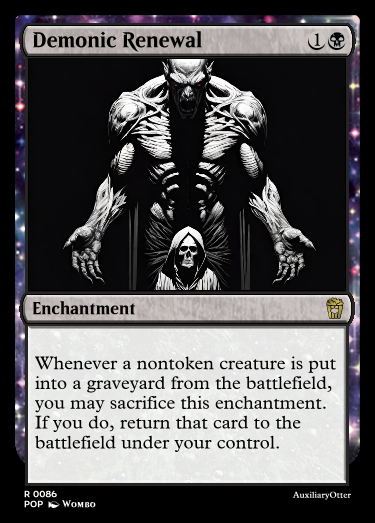 Demonic Renewal 1
Enchantment
Whenever a nontoken creature is put
into a graveyard from the battlefield,
you may sacrifice this enchantment.
If you do, return that card to the
battlefield under your control.
R 0086
POP Wombo
AuxiliaryOtter